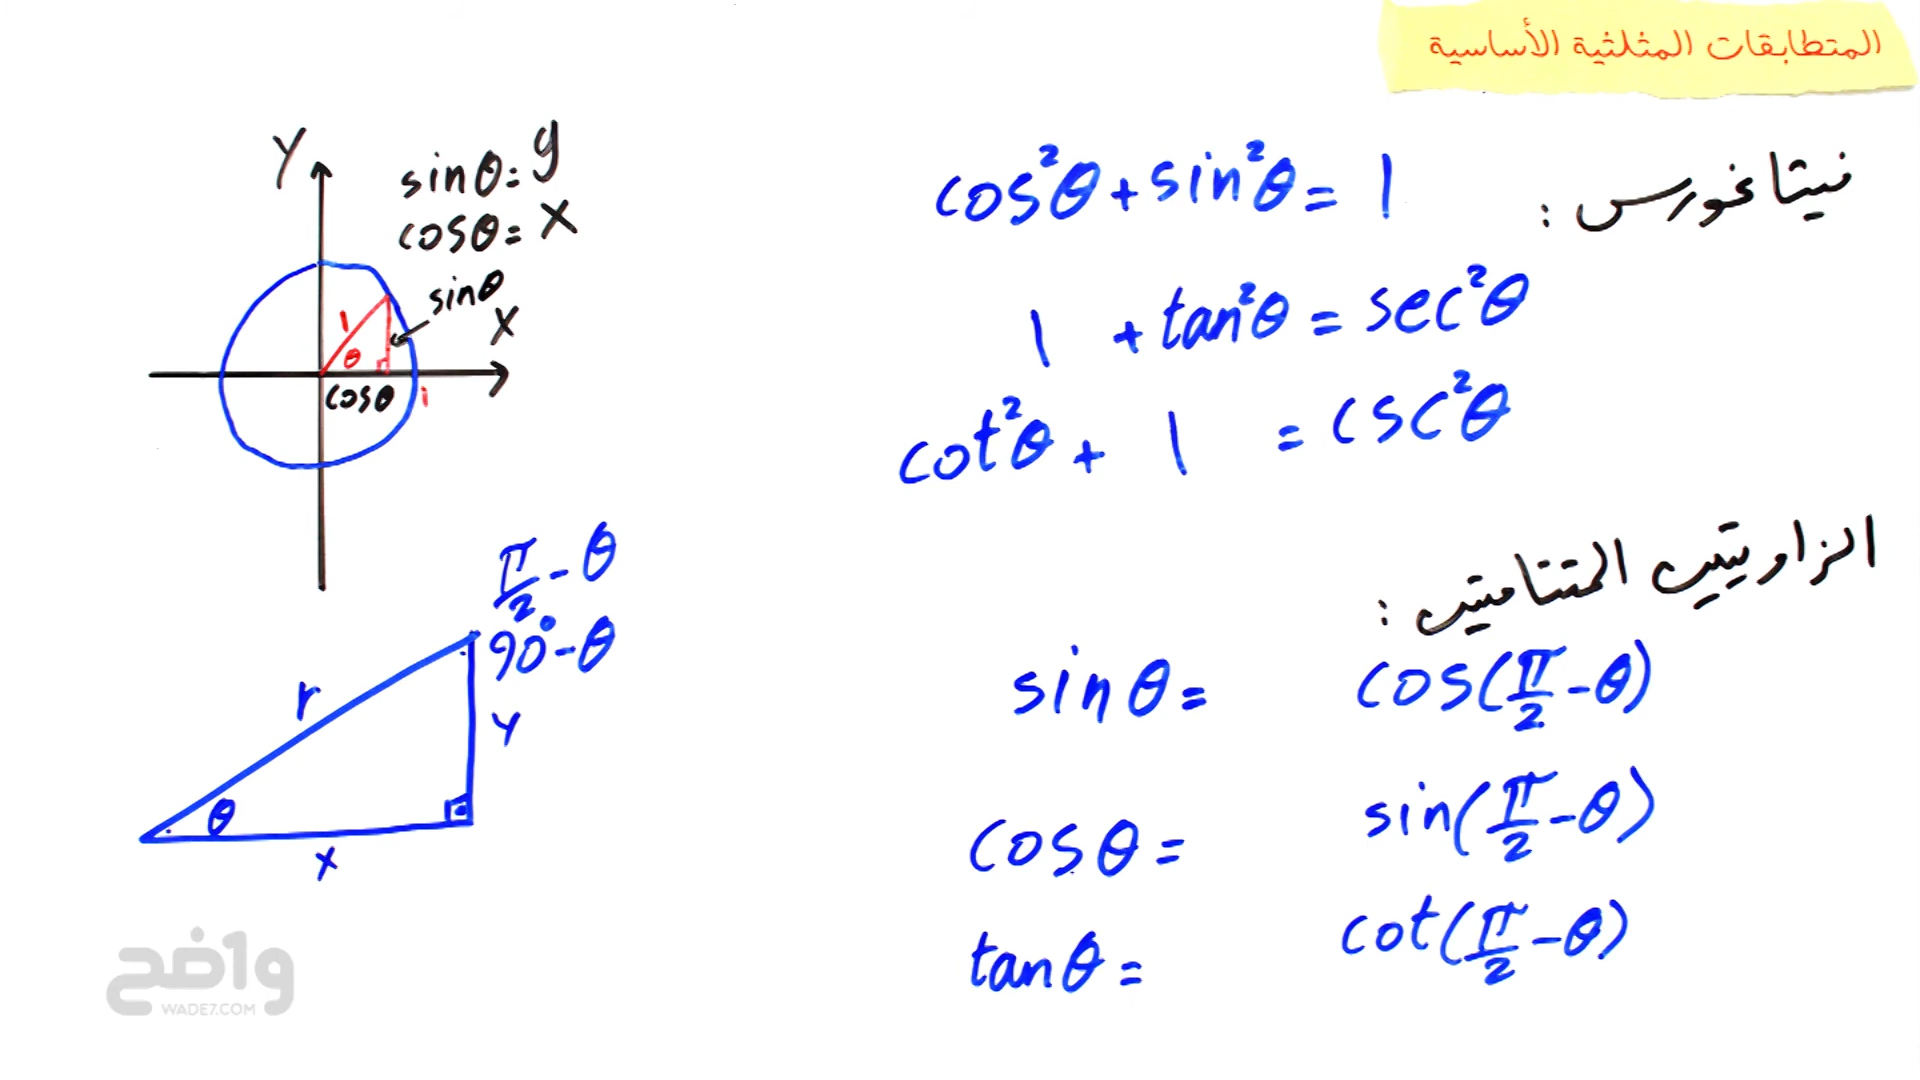 المتطابقات المثلثية الأساسية
فيتاغورس :
cos²θ + sin²θ = 1
1 + tan²θ = sec²θ
cot²θ + 1 = csc²θ
الزاويتين المتتامتين :
sinθ = cos(π/2 - θ)
cosθ = sin(π/2 - θ)
tanθ = cot(π/2 - θ)
Y
sinθ = y
cosθ = x
sinθ
X
1
θ
cosθ
1
π/2 - θ
90° - θ
r
y
θ
x
واضح
WADE7.COM